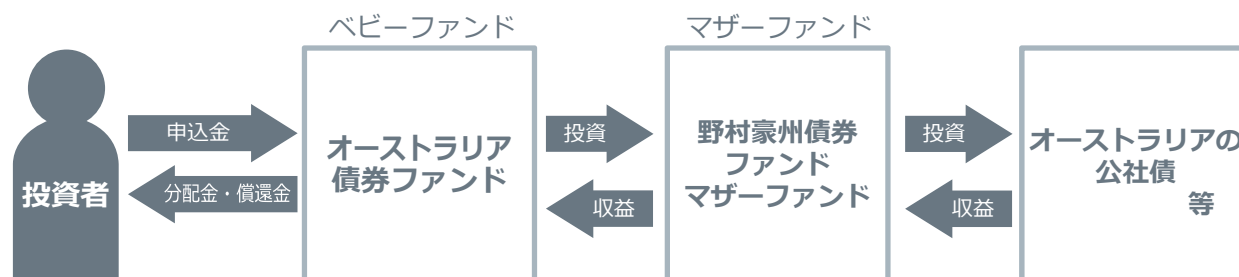 ベビーファンド
マザーファンド
投資者
申込金
分配金・償還金
オーストラリア
債券ファンド
投資
収益
野村豪州債券
ファンド
マザーファンド
投資
収益
オーストラリアの
公社債
等